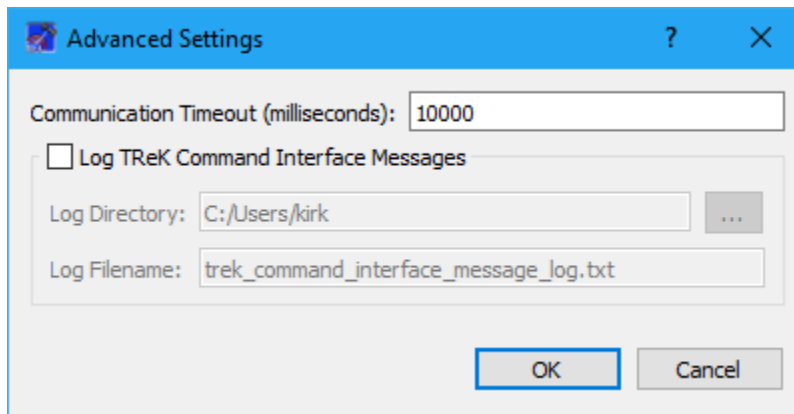 Advanced Settings ?
Communication Timeout (milliseconds): 10000
Log TReK Command Interface Messages
Log Directory: C:/Users/kirk ...
Log Filename: trek_command_interface_message_log.txt
OK Cancel